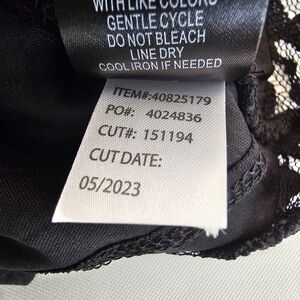 WITH LIKE COLORS
GENTLE CYCLE
DO NOT BLEACH
LINE DRY
COOL IRON IF NEEDED
ITEM#:40825179
PO#: 4024836
CUT#: 151194
CUT DATE:
05/2023